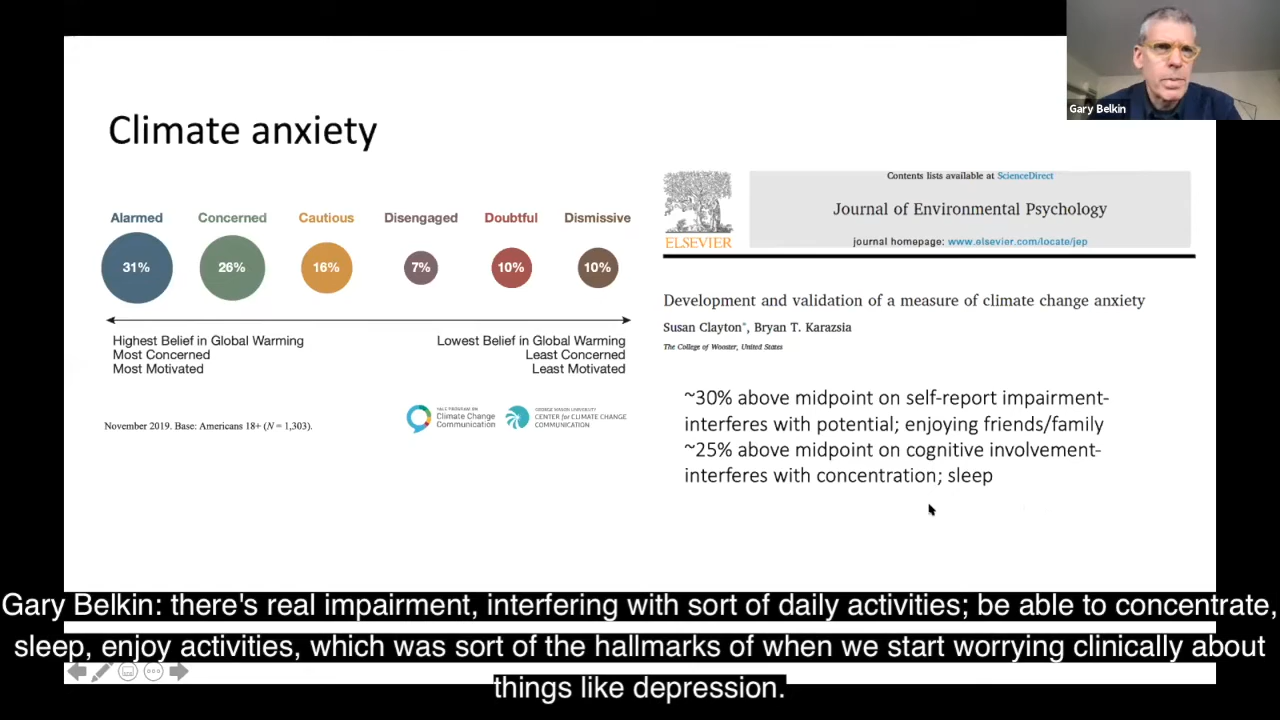 Gary Belkin
Climate anxiety
Alarmed
Concerned
Cautious
Disengaged
Doubtful
Dismissive
31%
26%
16%
7%
10%
10%
Highest Belief in Global Warming
Most Concerned
Most Motivated
Lowest Belief in Global Warming
Least Concerned
Least Motivated
November 2019. Base: Americans 18+ (N = 1,303).
YALE PROGRAM ON
Climate Change
Communication
GEORGE MASON UNIVERSITY
CENTER for CLIMATE CHANGE
COMMUNICATION
ELSEVIER
Contents lists available at ScienceDirect
Journal of Environmental Psychology
journal homepage: www.elsevier.com/locate/jep
Development and validation of a measure of climate change anxiety
Susan Clayton*, Bryan T. Karazsia
The College of Wooster, United States
~30% above midpoint on self-report impairment-
interferes with potential; enjoying friends/family
~25% above midpoint on cognitive involvement-
interferes with concentration; sleep
Gary Belkin: there's real impairment, interfering with sort of daily activities; be able to concentrate,
sleep, enjoy activities, which was sort of the hallmarks of when we start worrying clinically about
things like depression.